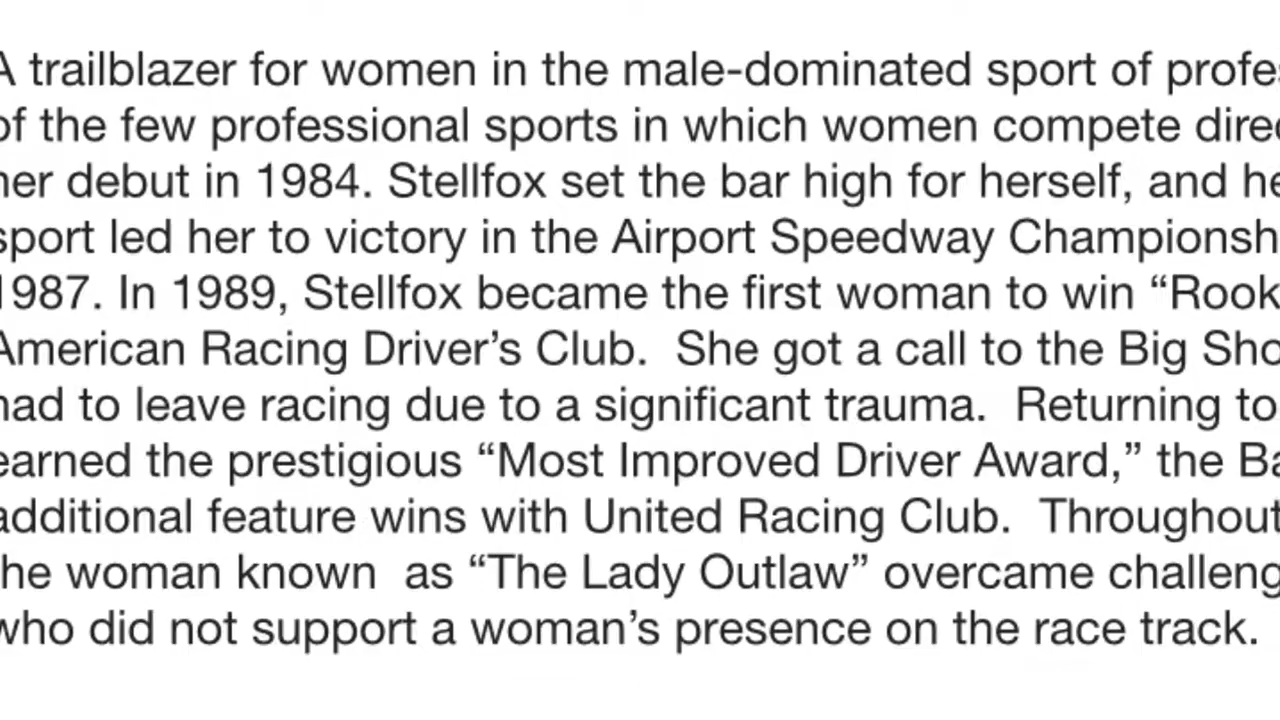 A trailblazer for women in the male-dominated sport of profes
of the few professional sports in which women compete direc
her debut in 1984. Stellfox set the bar high for herself, and he
sport led her to victory in the Airport Speedway Championsh
1987. In 1989, Stellfox became the first woman to win “Rook
American Racing Driver’s Club.  She got a call to the Big Sho
had to leave racing due to a significant trauma.  Returning to
earned the prestigious “Most Improved Driver Award,” the Ba
additional feature wins with United Racing Club.  Throughout
the woman known  as “The Lady Outlaw” overcame challeng
who did not support a woman’s presence on the race track.